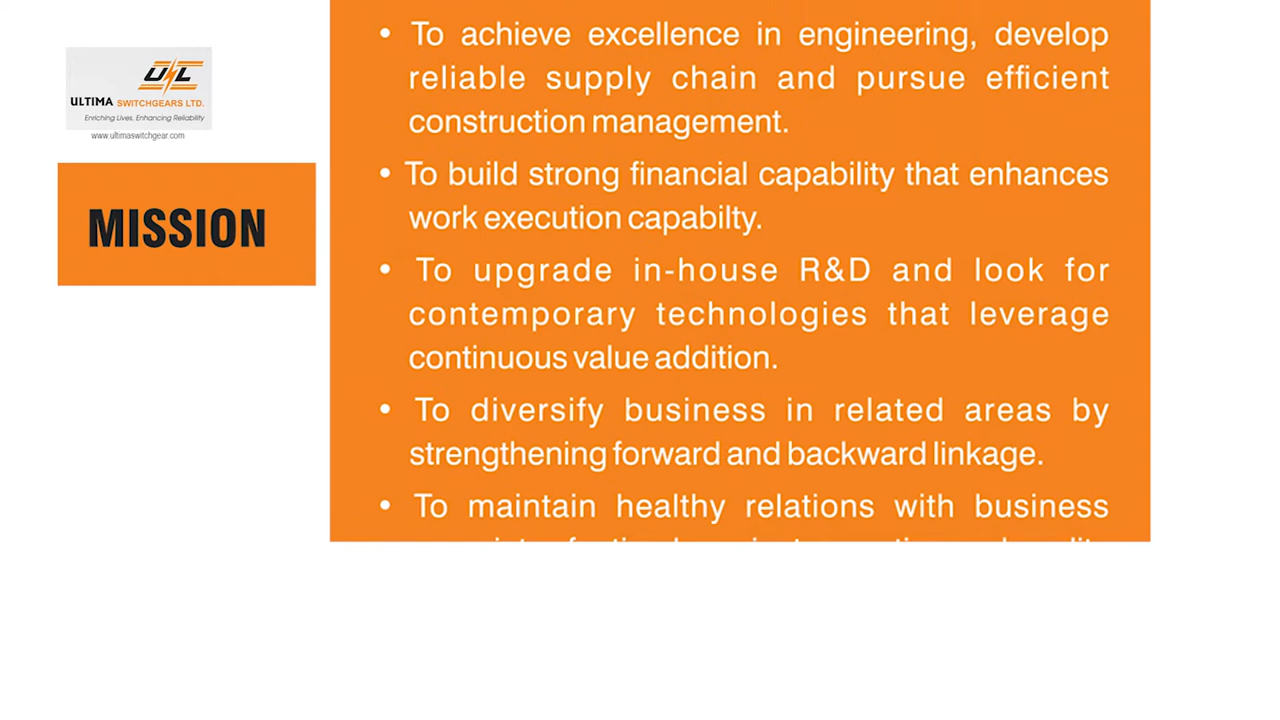 USL
ULTIMA SWITCHGEARS LTD.
Enriching Lives, Enhancing Reliability
www.ultimaswitchgear.com
MISSION
• To achieve excellence in engineering, develop
reliable supply chain and pursue efficient
construction management.
• To build strong financial capability that enhances
work execution capabilty.
• To upgrade in-house R&D and look for
contemporary technologies that leverage
continuous value addition.
• To diversify business in related areas by
strengthening forward and backward linkage.
• To maintain healthy relations with business